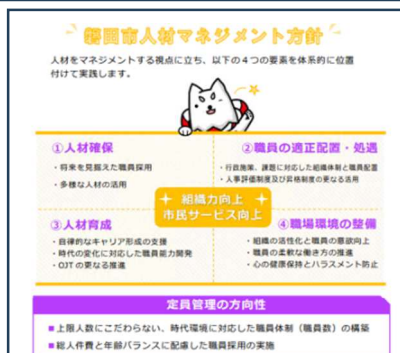 磐田市人材マネジメント方針
人材をマネジメントする視点に立ち、以下の４つの要素を体系的に位置
付けて実践します。
①人材確保
・将来を見据えた職員採用
・多様な人材の活用
②職員の適正配置・処遇
・行政施策、課題に対応した組織体制と職員配置
・人事評価制度及び昇格制度の更なる活用
組織力向上
市民サービス向上
③人材育成
・自律的なキャリア形成の支援
・時代の変化に対応した職員能力開発
・OJTの更なる推進
④職場環境の整備
・組織の活性化と職員の意欲向上
・職員の柔軟な働き方の推進
・心の健康保持とハラスメント防止
定員管理の方向性
■上限人数にこだわらない、時代環境に対応した職員体制（職員数）の構築
■総人件費と年齢バランスに配慮した職員採用の実施